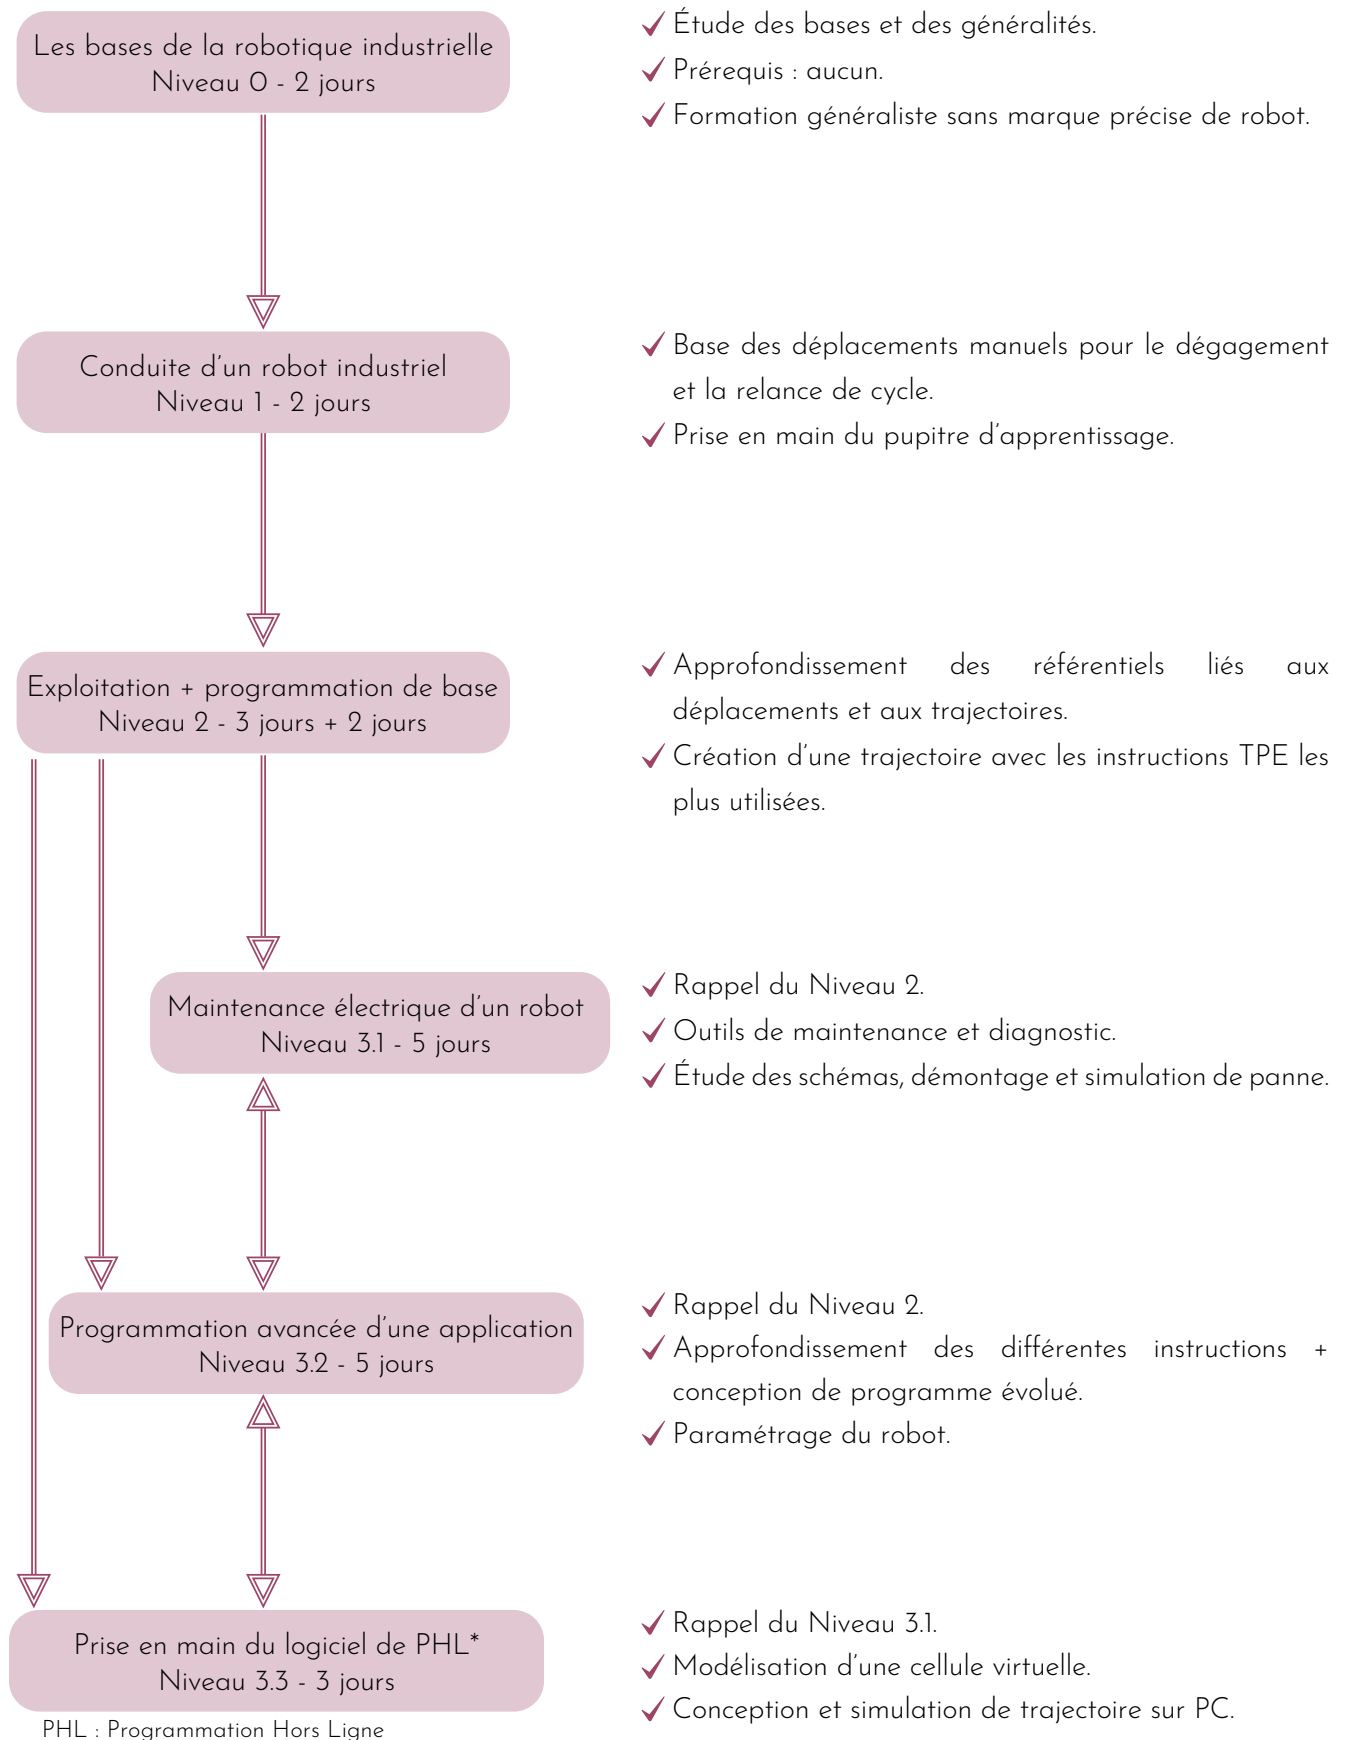 Les bases de la robotique industrielle
Niveau 0 - 2 jours
Étude des bases et des généralités.
Prérequis : aucun.
Formation généraliste sans marque précise de robot.
Conduite d'un robot industriel
Niveau 1 - 2 jours
Base des déplacements manuels pour le dégagement
et la relance de cycle.
Prise en main du pupitre d'apprentissage.
Exploitation + programmation de base
Niveau 2 - 3 jours + 2 jours
Approfondissement des référentiels liés aux
déplacements et aux trajectoires.
Création d'une trajectoire avec les instructions TPE les
plus utilisées.
Maintenance électrique d'un robot
Niveau 3.1 - 5 jours
Rappel du Niveau 2.
Outils de maintenance et diagnostic.
Étude des schémas, démontage et simulation de panne.
Programmation avancée d'une application
Niveau 3.2 - 5 jours
Rappel du Niveau 2.
Approfondissement des différentes instructions +
conception de programme évolué.
Paramétrage du robot.
Prise en main du logiciel de PHL*
Niveau 3.3 - 3 jours
PHL : Programmation Hors Ligne
Rappel du Niveau 3.1.
Modélisation d'une cellule virtuelle.
Conception et simulation de trajectoire sur PC.